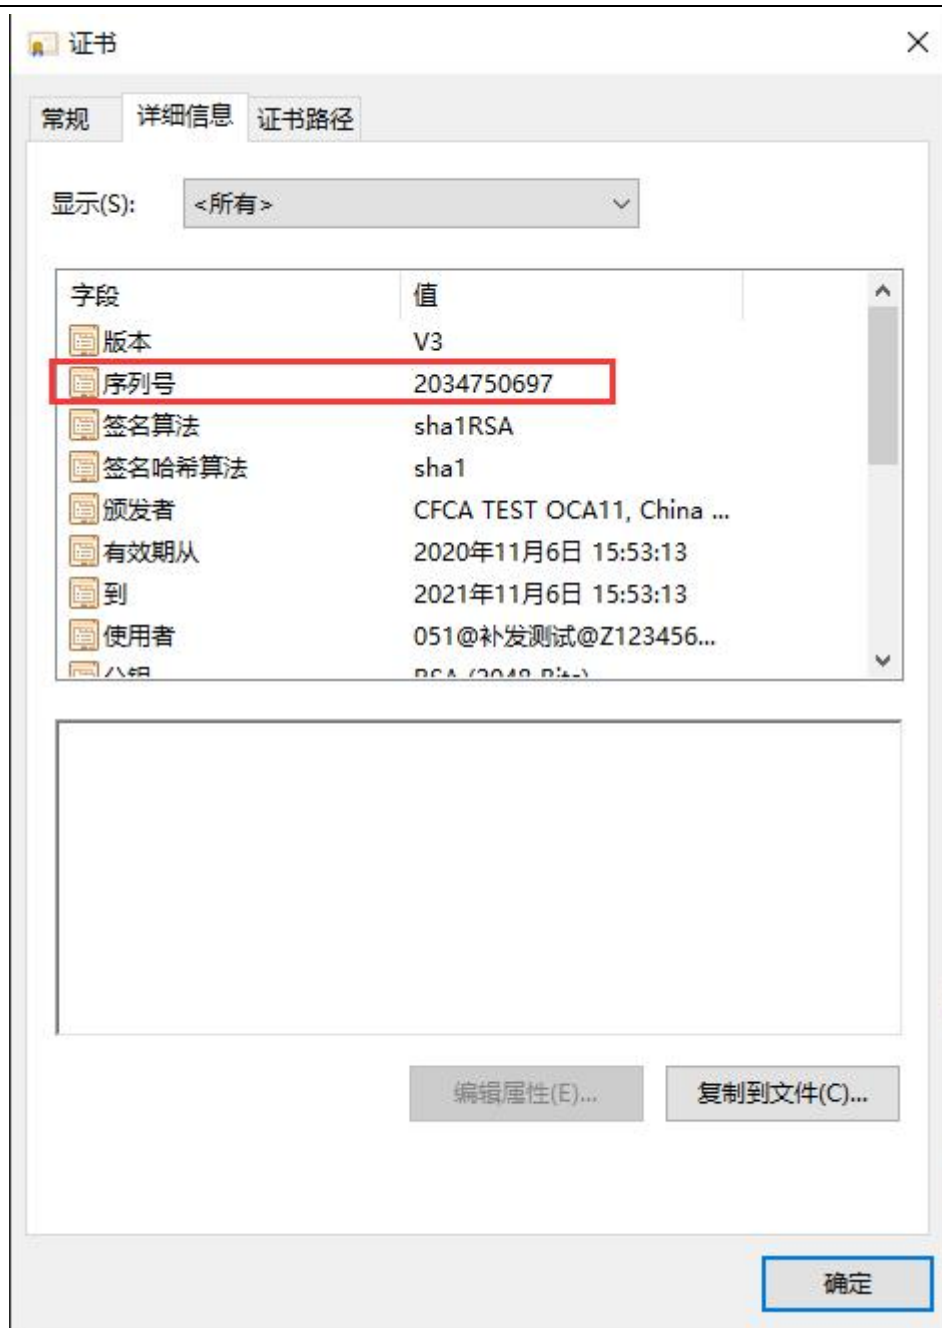 证书
常规 详细信息 证书路径
显示(S): <所有>
字段 值
版本 V3
序列号 2034750697
签名算法 sha1RSA
签名哈希算法 sha1
颁发者 CFCA TEST OCA11, China ...
有效期从 2020年11月6日 15:53:13
到 2021年11月6日 15:53:13
使用者 051@补发测试@Z123456...
公钥 RSA (2048 Bits)
编辑属性(E)... 复制到文件(C)...
确定